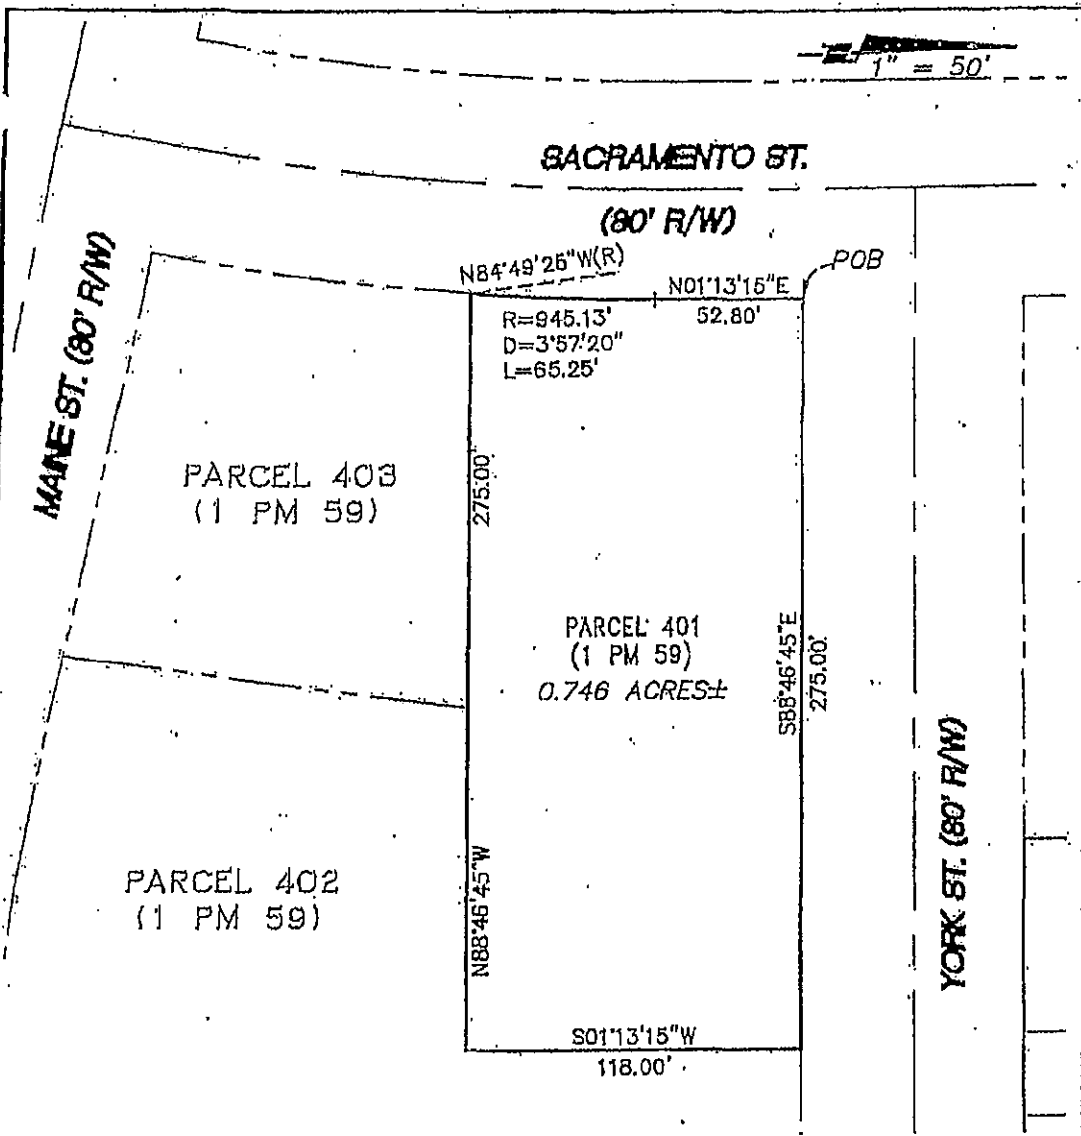 1" = 50'
SACRAMENTO ST.
(80' R/W)
MAINE ST. (80' R/W)
N84°49'25"W(R)
N01°13'15"E
52.80'
POB
R=945.13'
D=3°57'20"
L=65.25'
PARCEL 403
(1 PM 59)
275.00'
N88°46'45"W
PARCEL 401
(1 PM 59)
0.746 ACRES±
S88°46'45"E
275.00'
YORK ST. (80' R/W)
PARCEL 402
(1 PM 59)
S01°13'15"W
118.00'